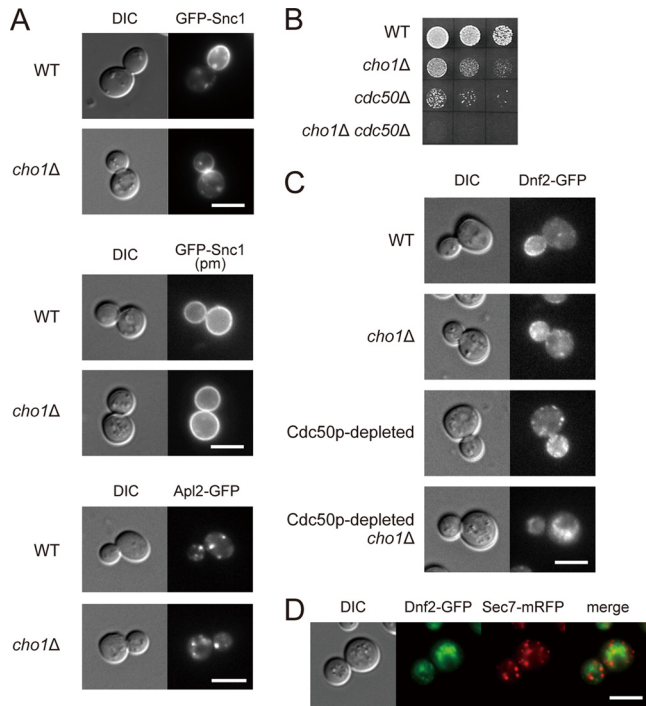 A
DIC GFP-Snc1
WT
cho1Δ
DIC GFP-Snc1
(pm)
WT
cho1Δ
DIC Apl2-GFP
WT
cho1Δ
B
WT
cho1Δ
cdc50Δ
cho1Δ cdc50Δ
C
DIC Dnf2-GFP
WT
cho1Δ
Cdc50p-depleted
Cdc50p-depleted
cho1Δ
D
DIC Dnf2-GFP Sec7-mRFP merge